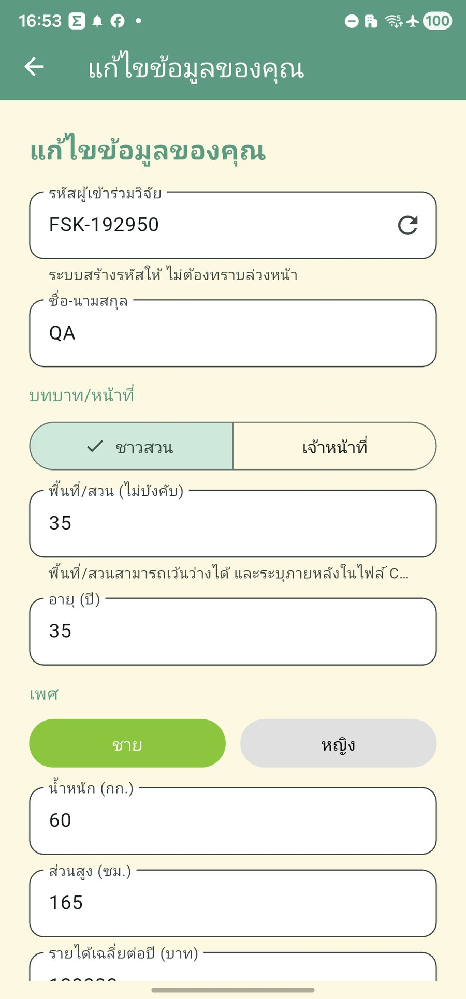 16:53
100
แก้ไขข้อมูลของคุณ
แก้ไขข้อมูลของคุณ
รหัสผู้เข้าร่วมวิจัย
FSK-192950
ระบบสร้างรหัสให้ ไม่ต้องทราบล่วงหน้า
ชื่อ-นามสกุล
QA
บทบาท/หน้าที่
ชาวสวน
เจ้าหน้าที่
พื้นที่/สวน (ไม่บังคับ)
35
พื้นที่/สวนสามารถเว้นว่างได้ และระบุภายหลังในไฟล์ C...
อายุ (ปี)
35
เพศ
ชาย
หญิง
น้ำหนัก (กก.)
60
ส่วนสูง (ซม.)
165
รายได้เฉลี่ยต่อปี (บาท)